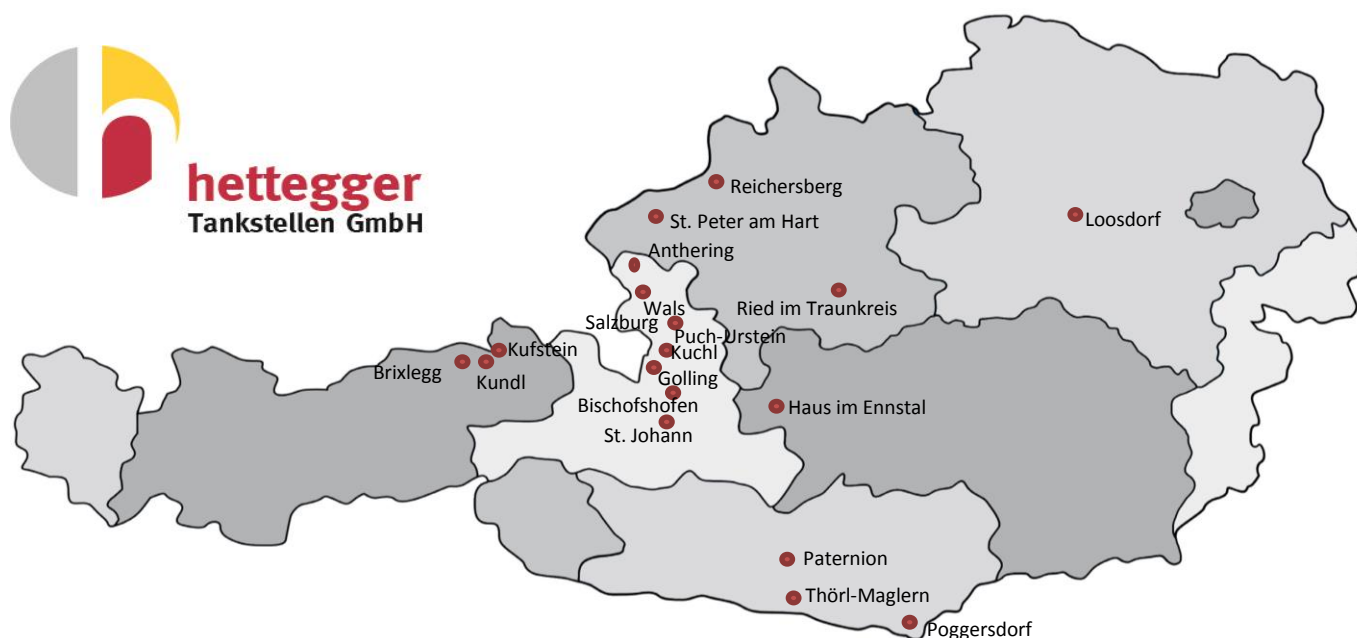 hettegger
Tankstellen GmbH
Reichersberg
St. Peter am Hart
Loosdorf
Anthering
Wals
Ried im Traunkreis
Salzburg
Puch-Urstein
Kufstein
Kuchl
Brixlegg
Kundl
Golling
Bischofshofen
Haus im Ennstal
St. Johann
Paternion
Thörl-Maglern
Poggersdorf